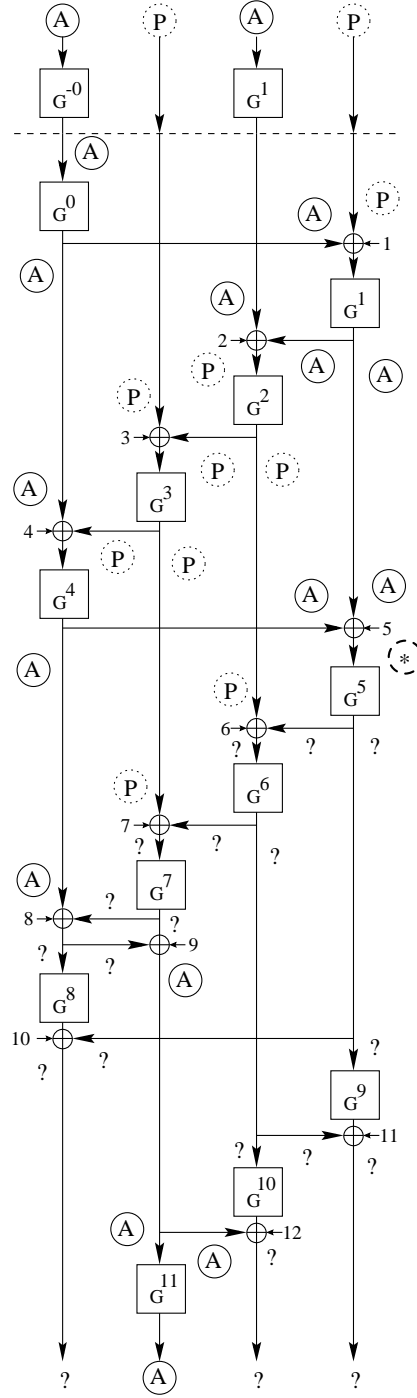 A P A P
G^-0 G^1
A
G^0
P
A
1
A
G^1
A
2 A
P
A
G^2
P
3
P P
G^3
A
4
P P
G^4
A A
5
A
*
G^5
P
6
? ? ?
G^6
P
7
? ? ?
G^7
A
8 ? ?
9
? ?
A
G^8
10 ? ?
?
G^9
11
? ? ?
G^10
A
12
A ?
G^11
? A ? ?